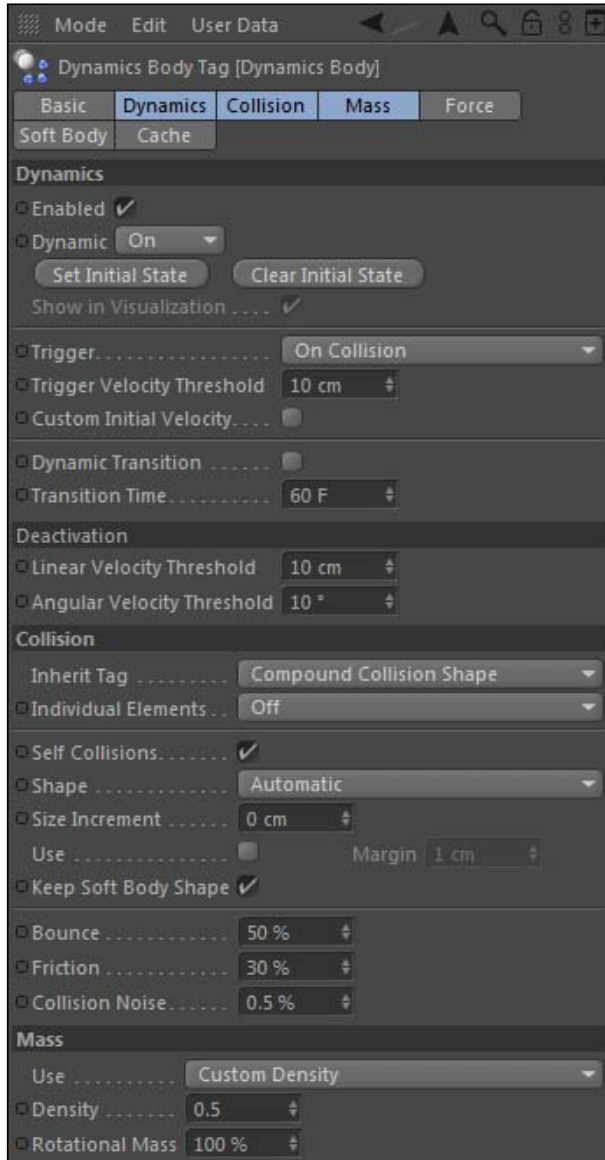 Mode Edit User Data
Dynamics Body Tag [Dynamics Body]
Basic Dynamics Collision Mass Force
Soft Body Cache
Dynamics
Enabled
Dynamic On
Set Initial State Clear Initial State
Show in Visualization . . . .
Trigger. . . . . . . . . . . . . . . . . On Collision
Trigger Velocity Threshold 10 cm
Custom Initial Velocity. . . .
Dynamic Transition . . . . . .
Transition Time. . . . . . . . . . 60 F
Deactivation
Linear Velocity Threshold 10 cm
Angular Velocity Threshold 10 °
Collision
Inherit Tag . . . . . . . . . Compound Collision Shape
Individual Elements . . Off
Self Collisions. . . . . . .
Shape . . . . . . . . . . . . . Automatic
Size Increment . . . . . . 0 cm
Use . . . . . . . . . . . . . . . Margin 1 cm
Keep Soft Body Shape
Bounce . . . . . . . . . . . . 50 %
Friction . . . . . . . . . . . . 30 %
Collision Noise. . . . . . 0.5 %
Mass
Use . . . . . . . . . . Custom Density
Density . . . . . . . 0.5
Rotational Mass 100 %